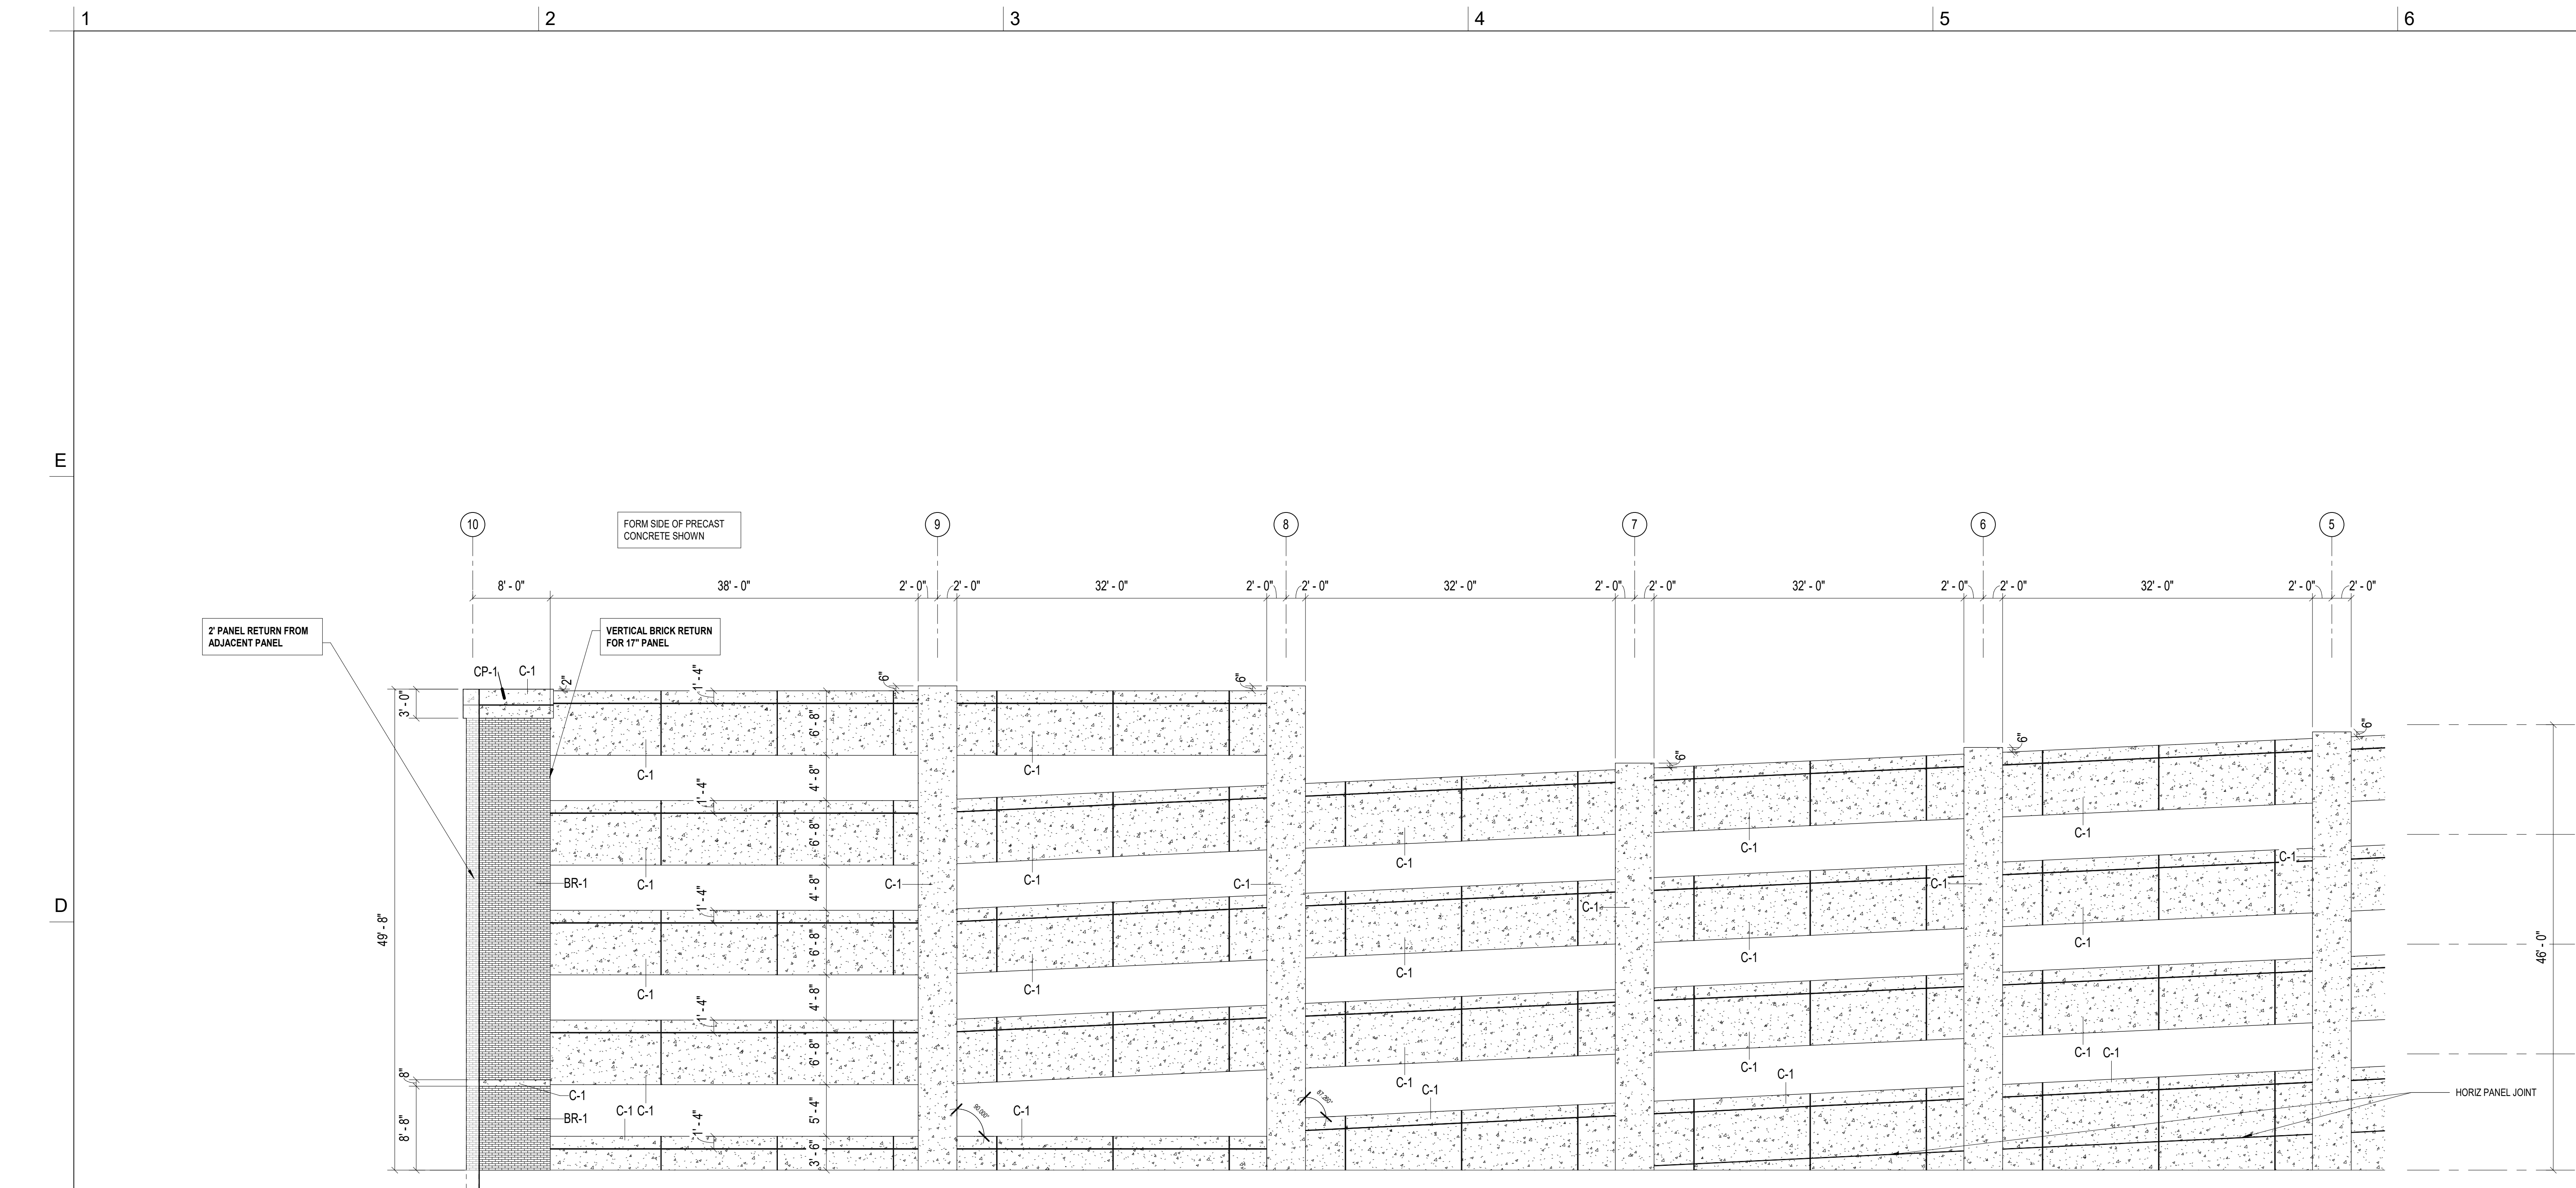 1
2
3
4
5
6
E
D
10
9
8
7
6
5
FORM SIDE OF PRECAST
CONCRETE SHOWN
8' - 0"
38' - 0"
2' - 0"
2' - 0"
32' - 0"
2' - 0"
2' - 0"
32' - 0"
2' - 0"
2' - 0"
32' - 0"
2' - 0"
2' - 0"
32' - 0"
2' - 0"
2' - 0"
2' PANEL RETURN FROM
ADJACENT PANEL
VERTICAL BRICK RETURN
FOR 17" PANEL
CP-1
C-1
2"
1' - 4"
6"
6"
6"
6"
6"
3' - 0"
6' - 8"
C-1
C-1
4' - 8"
1' - 4"
6' - 8"
C-1
C-1
C-1
C-1
C-1
BR-1
C-1
C-1
C-1
C-1
C-1
C-1
C-1
4' - 8"
1' - 4"
49' - 8"
6' - 8"
C-1
C-1
C-1
C-1
C-1
46' - 0"
4' - 8"
1' - 4"
6' - 8"
C-1
C-1
C-1
C-1
8"
C-1
C-1
C-1
C-1
C-1
HORIZ PANEL JOINT
BR-1
8' - 8"
5' - 4"
1' - 4"
3' - 6"
90.000°
87.260°
C-1